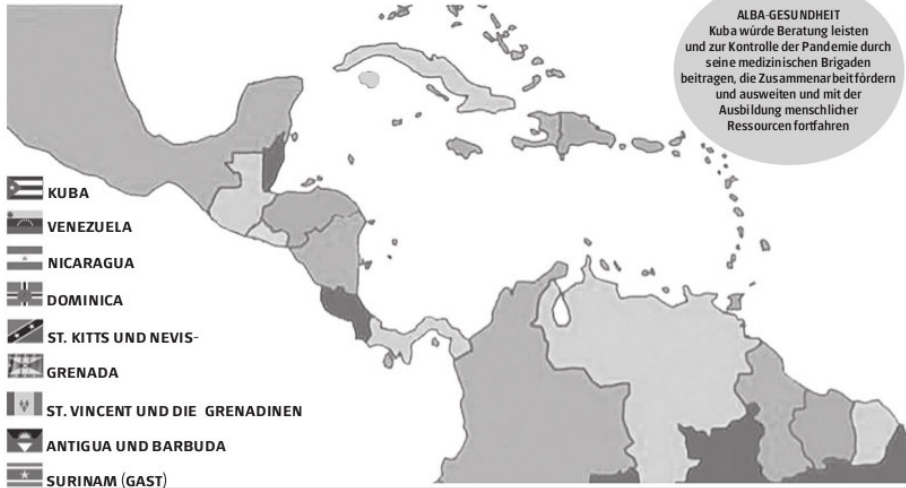 ALBA-GESUNDHEIT
Kuba würde Beratung leisten
und zur Kontrolle der Pandemie durch
seine medizinischen Brigaden
beitragen, die Zusammenarbeit fördern
und ausweiten und mit der
Ausbildung menschlicher
Ressourcen fortfahren
KUBA
VENEZUELA
NICARAGUA
DOMINICA
ST. KITTS UND NEVIS-
GRENADA
ST. VINCENT UND DIE GRENADINEN
ANTIGUA UND BARBUDA
SURINAM (GAST)